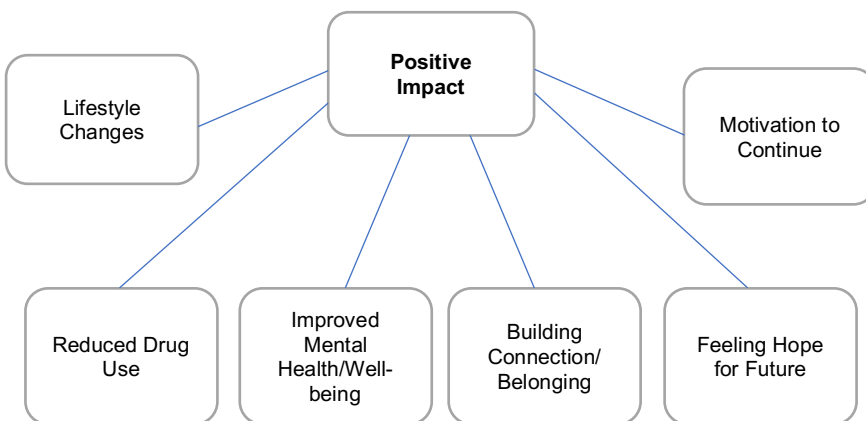 Positive
Impact
Lifestyle
Changes
Motivation to
Continue
Reduced Drug
Use
Improved
Mental
Health/Well-
being
Building
Connection/
Belonging
Feeling Hope
for Future